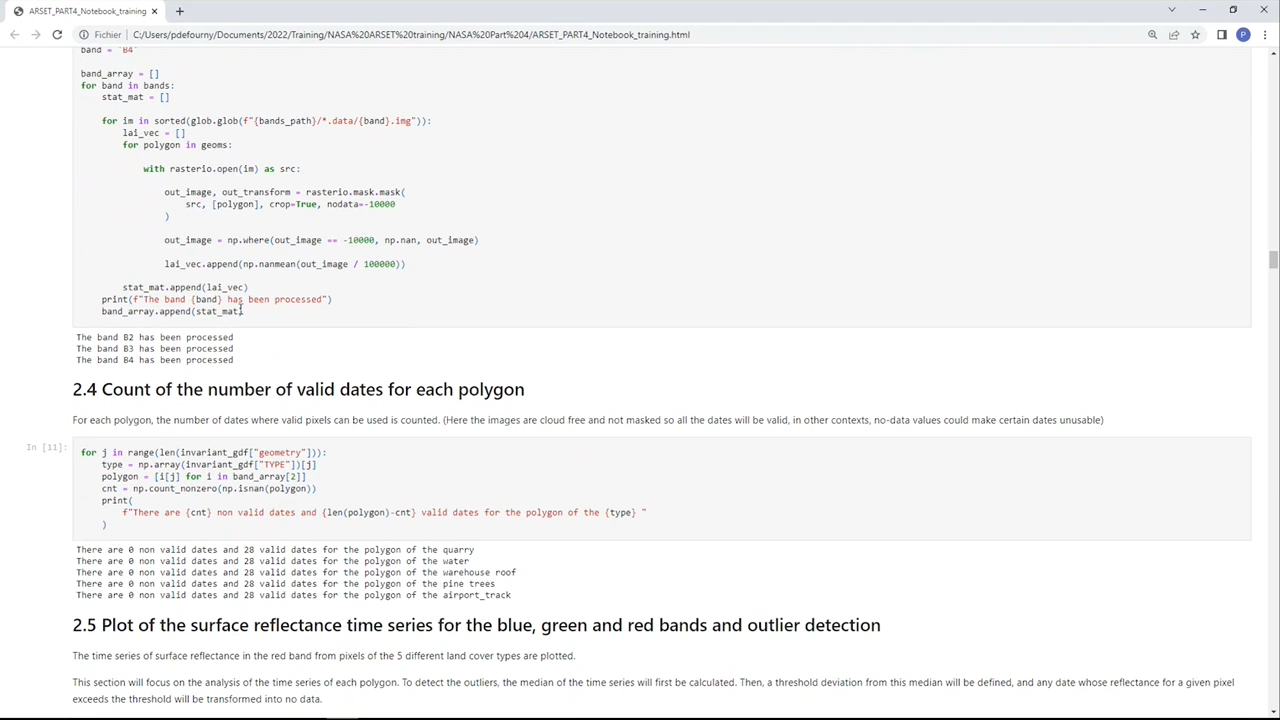 ARSET_PART4_Notebook_training
Fichier C:/Users/pdefourny/Documents/2022/Training/NASA%20ARSET%20training/NASA%20Part%204/ARSET_PART4_Notebook_training.html
P
band = 'B4'
band_array = []
for band in bands:
stat_mat = []
for im in sorted(glob.glob(f"{bands_path}/*.data/{band}.img")):
lai_vec = []
for polygon in geoms:
with rasterio.open(im) as src:
out_image, out_transform = rasterio.mask.mask(
src, [polygon], crop=True, nodata=-10000
)
out_image = np.where(out_image == -10000, np.nan, out_image)
lai_vec.append(np.nanmean(out_image / 100000))
stat_mat.append(lai_vec)
print(f"The band {band} has been processed")
band_array.append(stat_mat)
The band B2 has been processed
The band B3 has been processed
The band B4 has been processed
2.4 Count of the number of valid dates for each polygon
For each polygon, the number of dates where valid pixels can be used is counted. (Here the images are cloud free and not masked so all the dates will be valid, in other contexts, no-data values could make certain dates unusable)
In [11]:
for j in range(len(invariant_gdf["geometry"])):
type = np.array(invariant_gdf["TYPE"])[j]
polygon = [i[j] for i in band_array[2]]
cnt = np.count_nonzero(np.isnan(polygon))
print(
f"There are {cnt} non valid dates and {len(polygon)-cnt} valid dates for the polygon of the {type} "
)
There are 0 non valid dates and 28 valid dates for the polygon of the quarry
There are 0 non valid dates and 28 valid dates for the polygon of the water
There are 0 non valid dates and 28 valid dates for the polygon of the warehouse roof
There are 0 non valid dates and 28 valid dates for the polygon of the pine trees
There are 0 non valid dates and 28 valid dates for the polygon of the airport_track
2.5 Plot of the surface reflectance time series for the blue, green and red bands and outlier detection
The time series of surface reflectance in the red band from pixels of the 5 different land cover types are plotted.
This section will focus on the analysis of the time series of each polygon. To detect the outliers, the median of the time series will first be calculated. Then, a threshold deviation from this median will be defined, and any date whose reflectance for a given pixel
exceeds the threshold will be transformed into no data.